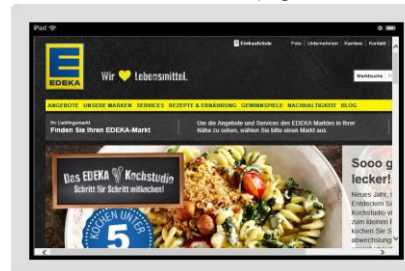 iPad
Einkaufsliste Foto Unternehmen Karriere Kontakt
EDEKA
Wir Lebensmittel.
Marktsuche
ANGEBOTE UNSERE MARKEN SERVICES REZEPTE & ERNÄHRUNG GEWINNSPIELE NACHHALTIGKEIT BLOG
Ihr Lieblingsmarkt
Finden Sie Ihren EDEKA-Markt
Um die Angebote und Services des EDEKA Marktes in Ihrer
Nähe zu sehen, wählen Sie bitte einen Markt aus.
Das EDEKA Kochstudio
Schritt für Schritt mitkochen!
KOCHEN UNTER
5
Sooo g
lecker!
Neues Jahr,
Entdecken Si
Kochstudio vi
zum kleinen F
kochen Sie S
abwechslung